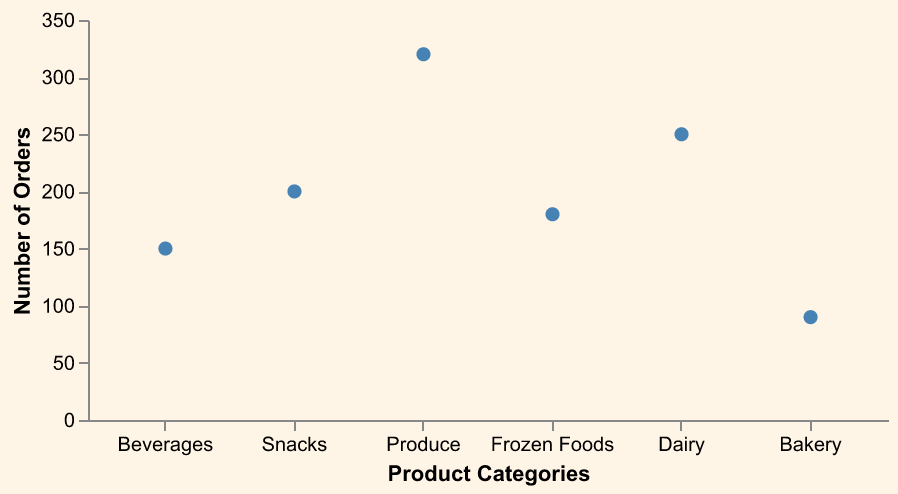 350
300
250
200
150
100
50
0
Number of Orders
Beverages Snacks Produce Frozen Foods Dairy Bakery
Product Categories